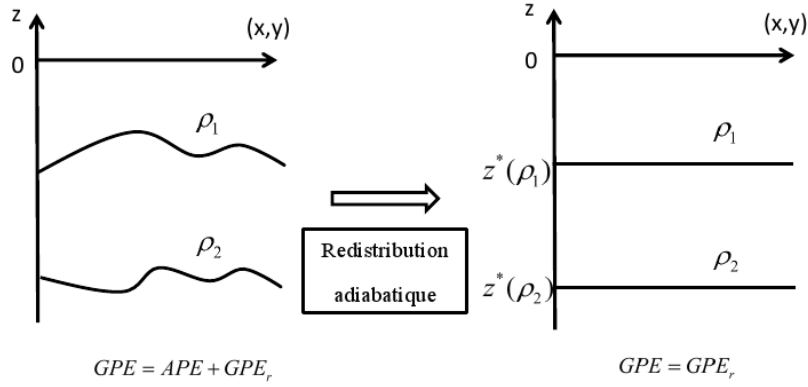 z
(x,y)
0
ρ₁
ρ₂
GPE = APE + GPEᵣ
Redistribution
adiabatique
z
(x,y)
0
ρ₁
z*(ρ₁)
ρ₂
z*(ρ₂)
GPE = GPEᵣ